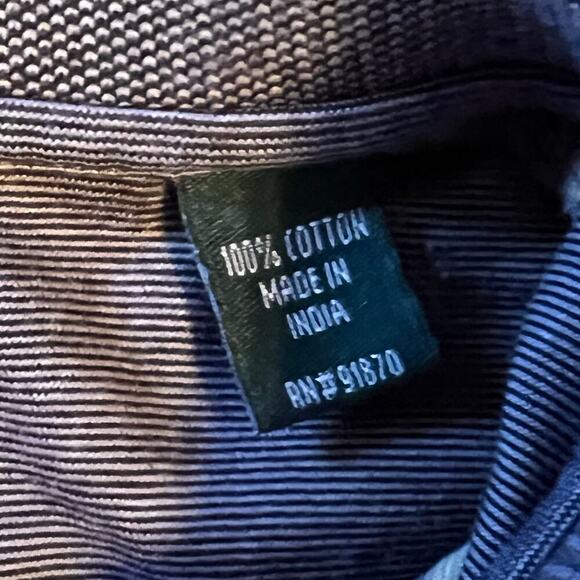 100% COTTON
MADE IN
INDIA
RN#91870